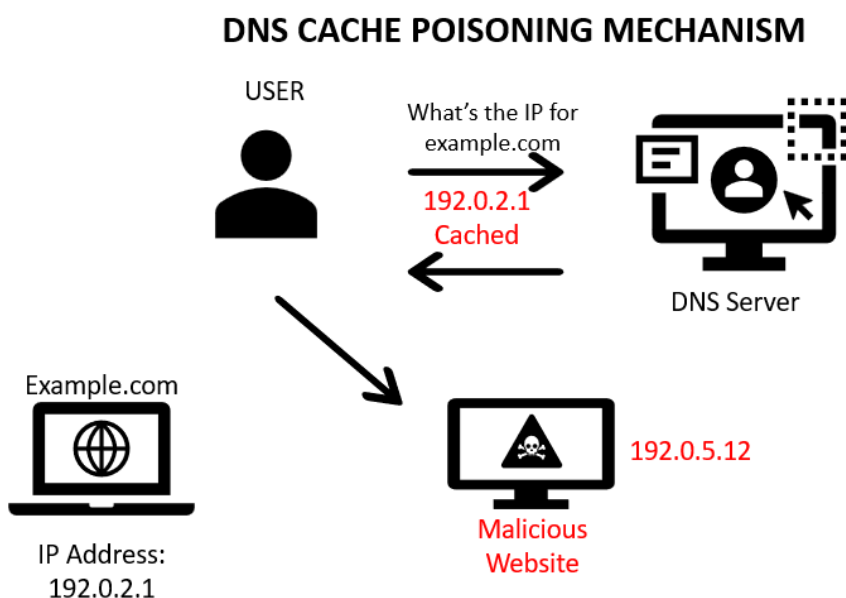 DNS CACHE POISONING MECHANISM
USER
What's the IP for
example.com
192.0.2.1
Cached
DNS Server
Example.com
IP Address:
192.0.2.1
192.0.5.12
Malicious
Website